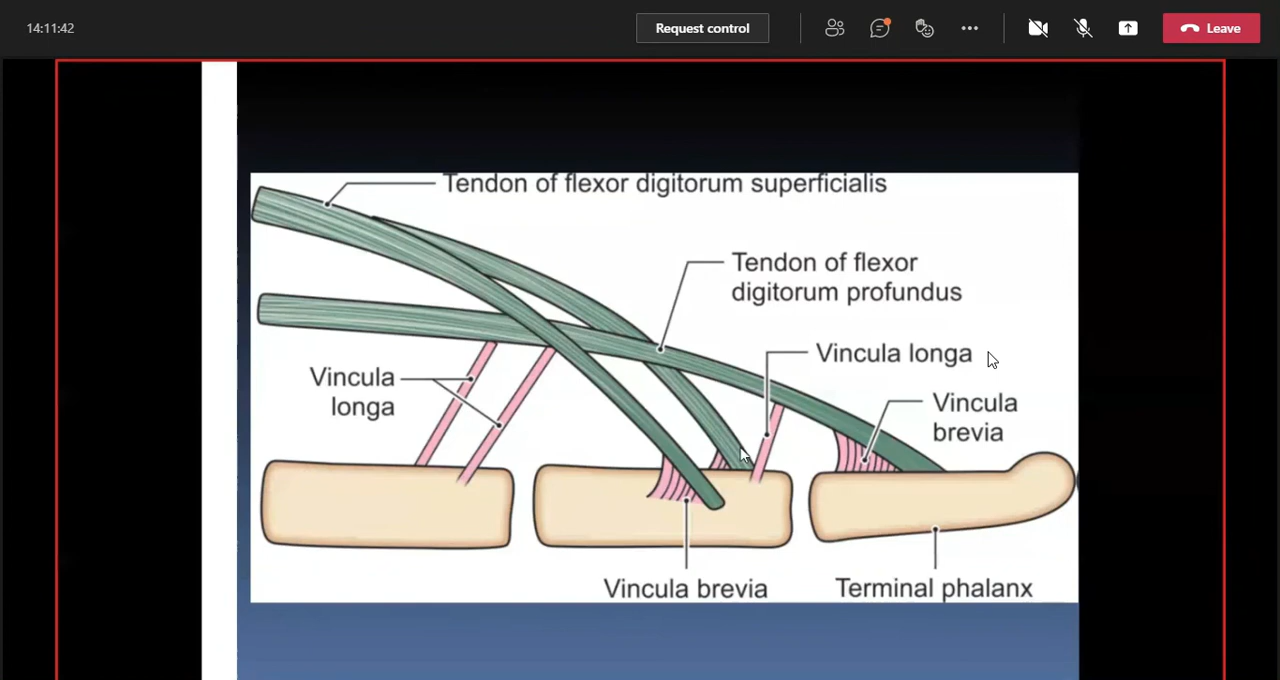 14:11:42
Request control
Leave
Tendon of flexor digitorum superficialis
Tendon of flexor
digitorum profundus
Vincula longa
Vincula
longa
Vincula
brevia
Vincula brevia
Terminal phalanx